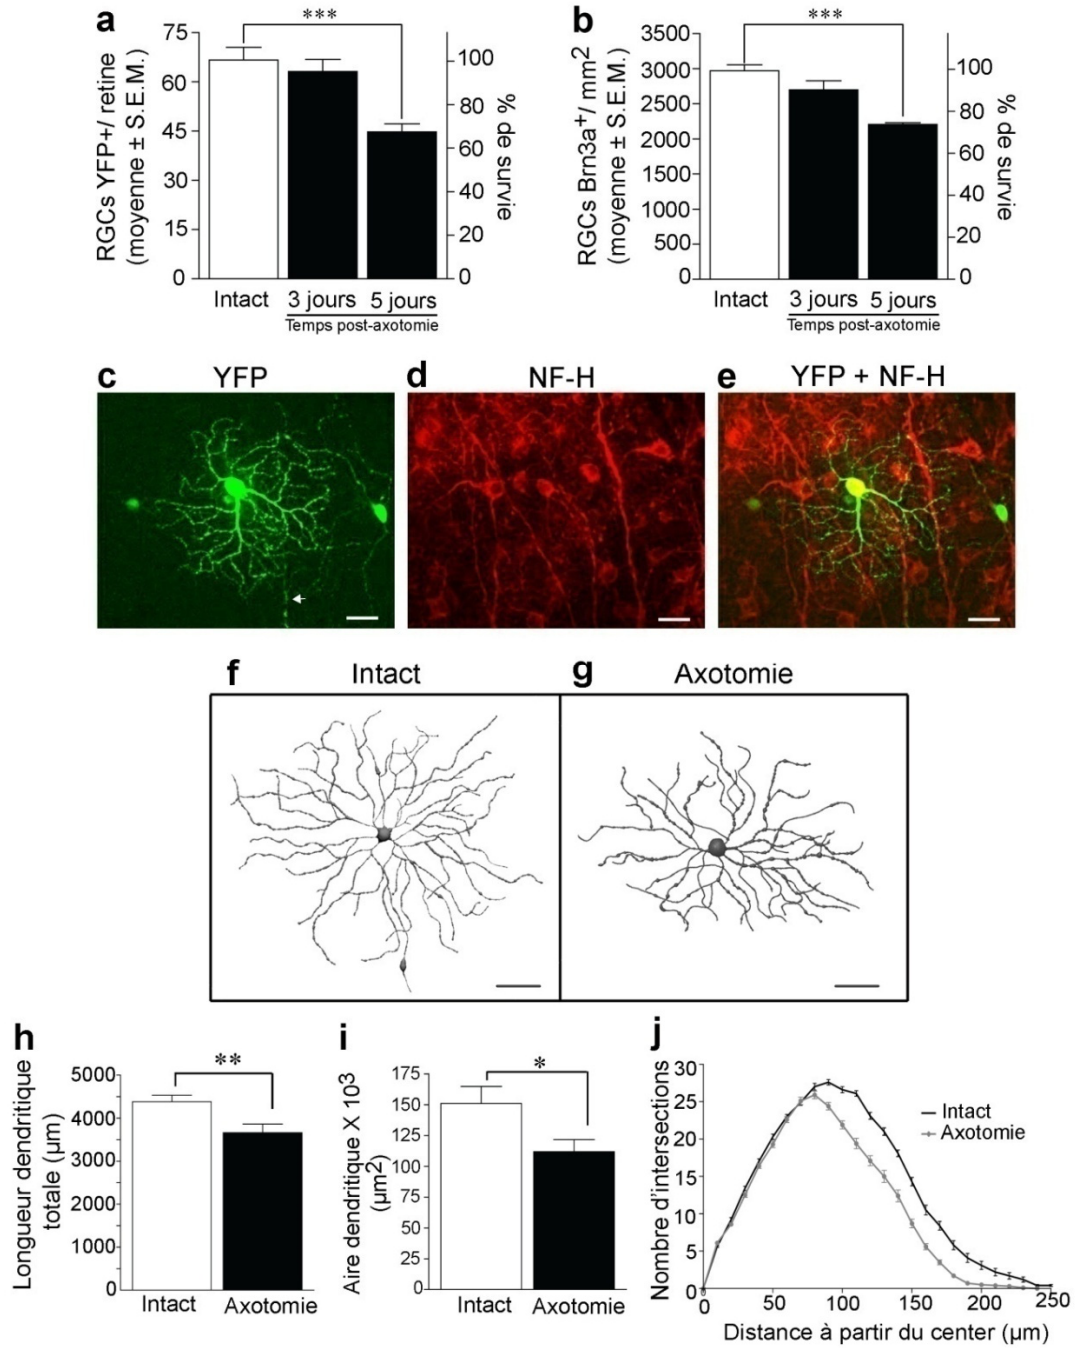 a
***
75
60
45
30
15
0
RGCs YFP+/ retine
(moyenne ± S.E.M.)
100
80
60
40
20
0
% de survie
Intact 3 jours 5 jours
Temps post-axotomie
b
***
3500
3000
2500
2000
1500
1000
500
0
RGCs Brn3a+/ mm2
(moyenne ± S.E.M.)
100
80
60
40
20
0
% de survie
Intact 3 jours 5 jours
Temps post-axotomie
c YFP
d NF-H
e YFP + NF-H
f Intact
g Axotomie
h
**
5000
4000
3000
2000
1000
0
Longueur dendritique
totale (µm)
Intact Axotomie
i
*
175
150
125
100
75
50
25
0
Aire dendritique X 10³
(µm2)
Intact Axotomie
j
30
25
20
15
10
5
0
Nombre d'intersections
Intact
Axotomie
0 50 100 150 200 250
Distance à partir du center (µm)